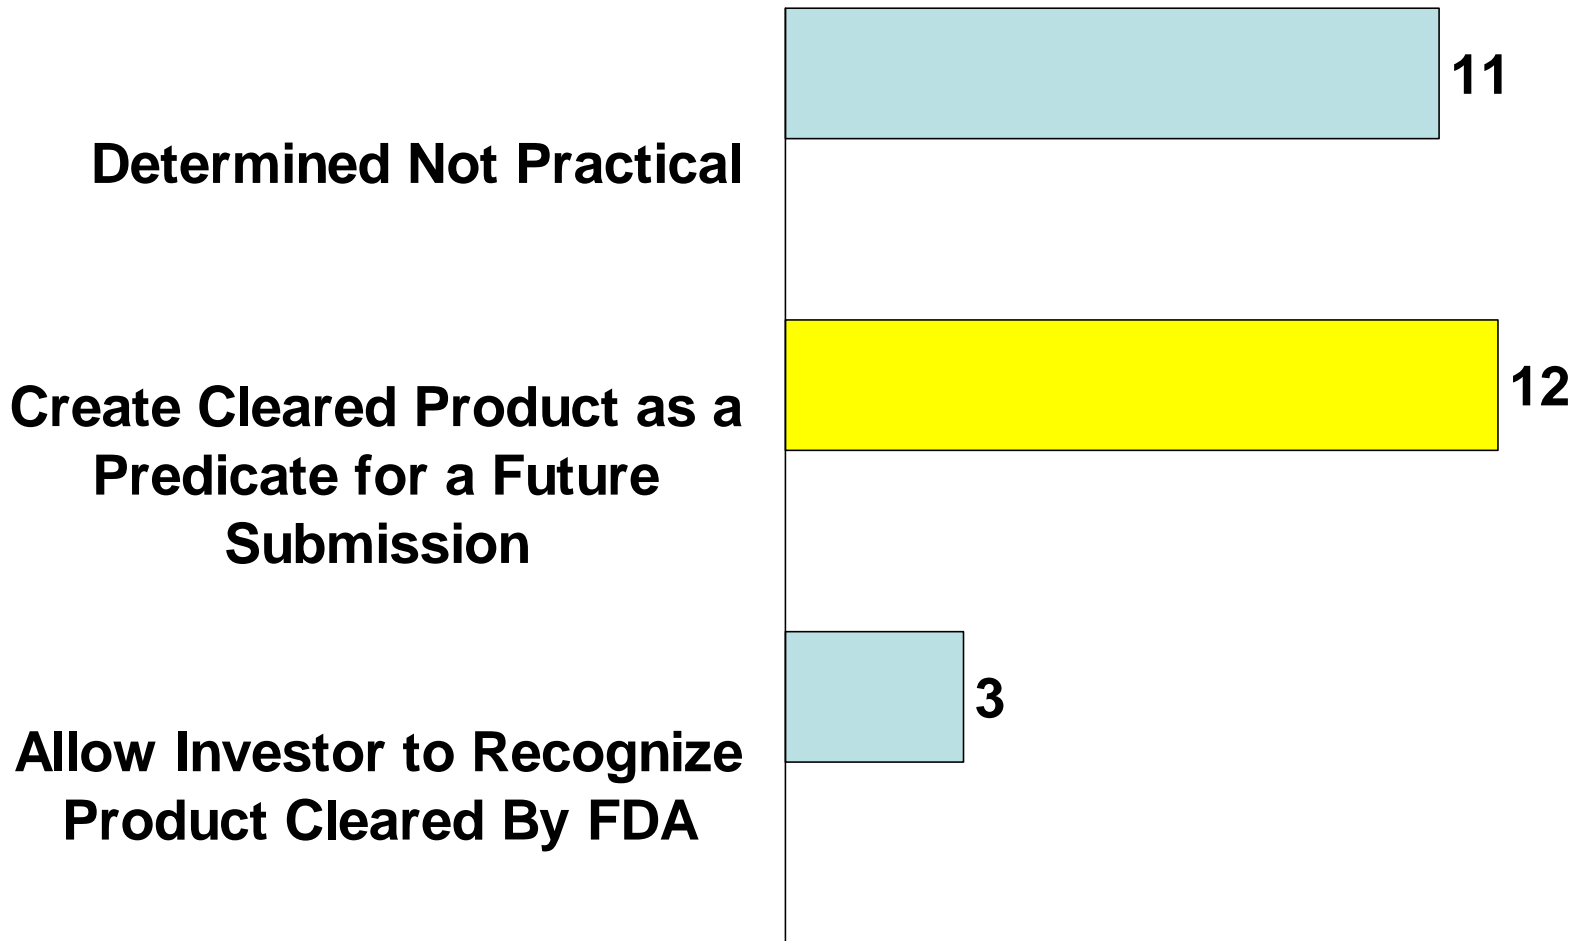 11
Determined Not Practical
12
Create Cleared Product as a
Predicate for a Future
Submission
3
Allow Investor to Recognize
Product Cleared By FDA